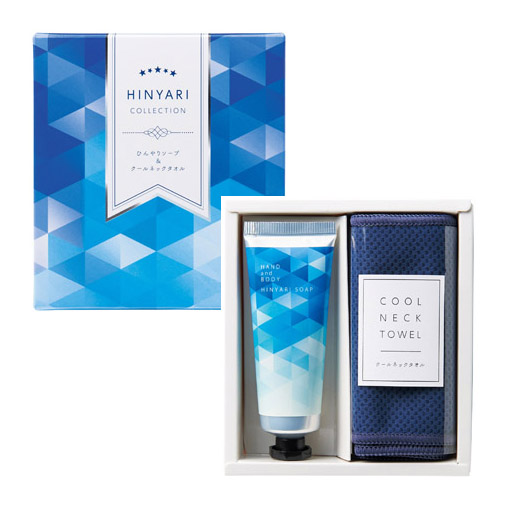 HINYARI
COLLECTION
ひんやりソープ
&
クールネックタオル
HAND
and
BODY
HINYARI SOAP
COOL
NECK
TOWEL
クールネックタオル